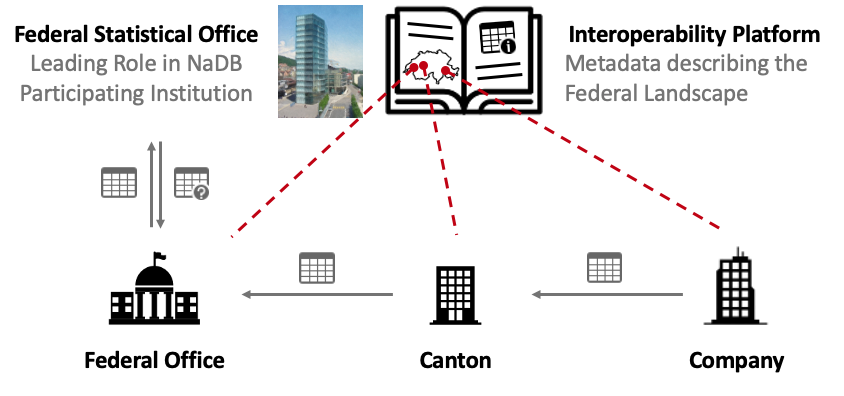 Federal Statistical Office
Leading Role in NaDB
Participating Institution
Interoperability Platform
Metadata describing the
Federal Landscape
Federal Office
Canton
Company